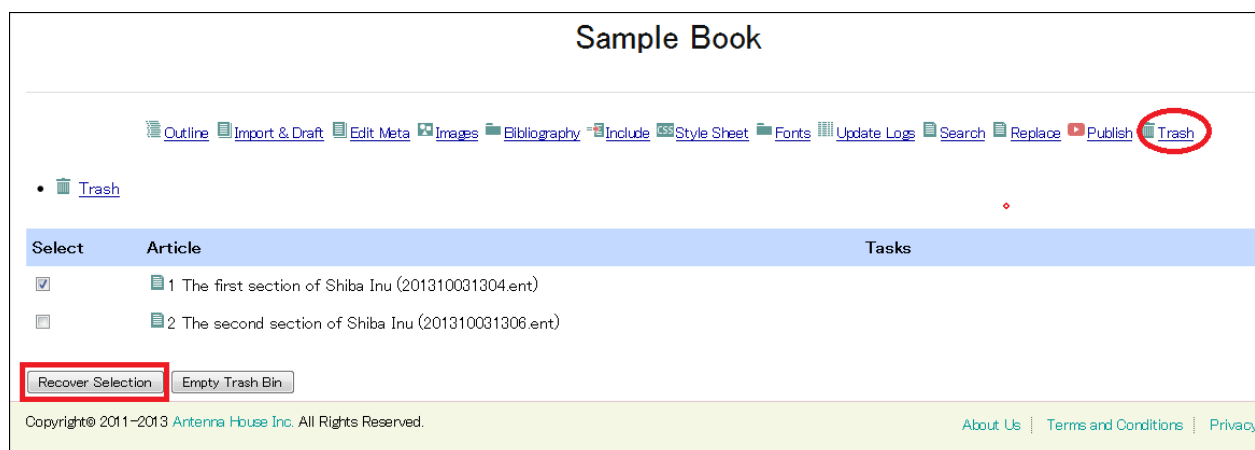 Sample Book
Outline Import & Draft Edit Meta Images Bibliography Include CSS Style Sheet Fonts Update Logs Search Replace Publish Trash
Trash
Select Article Tasks
1 The first section of Shiba Inu (201310031304.ent)
2 The second section of Shiba Inu (201310031306.ent)
Recover Selection Empty Trash Bin
Copyright© 2011-2013 Antenna House Inc. All Rights Reserved. About Us | Terms and Conditions | Privacy